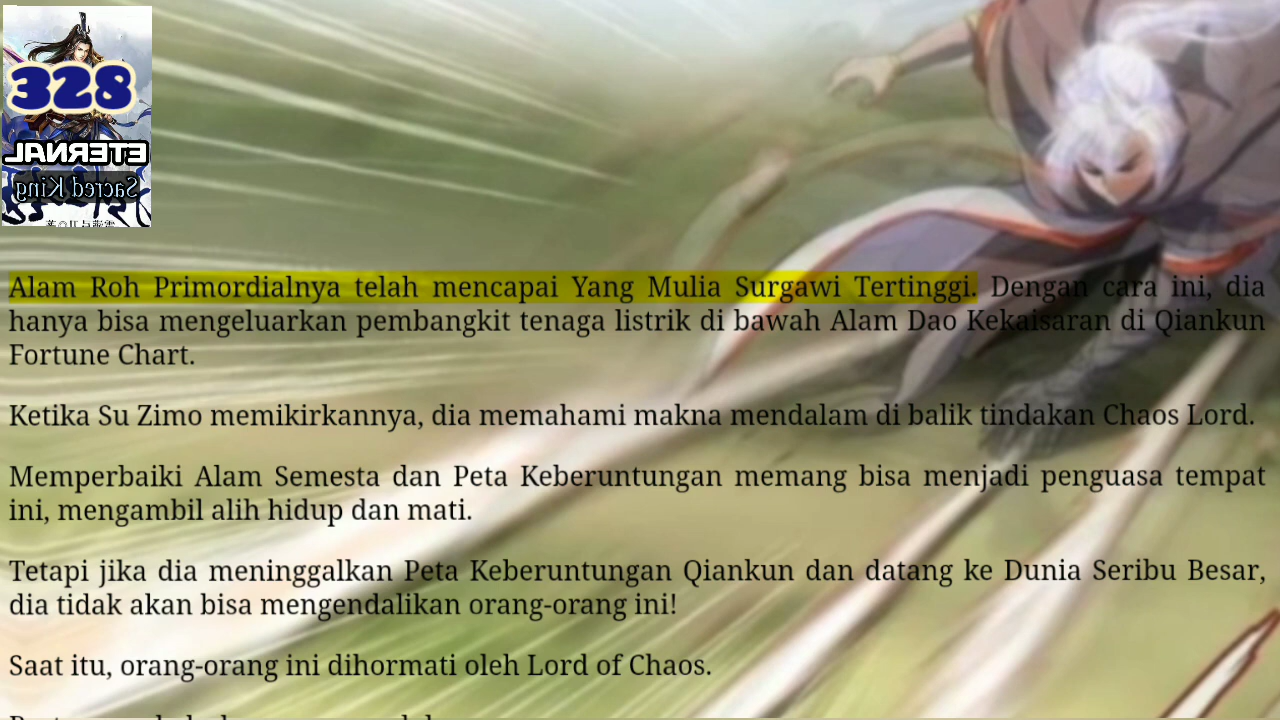 328
ETERNAL
Sacred King
Alam Roh Primordialnya telah mencapai Yang Mulia Surgawi Tertinggi. Dengan cara ini, dia
hanya bisa mengeluarkan pembangkit tenaga listrik di bawah Alam Dao Kekaisaran di Qiankun
Fortune Chart.
Ketika Su Zimo memikirkannya, dia memahami makna mendalam di balik tindakan Chaos Lord.
Memperbaiki Alam Semesta dan Peta Keberuntungan memang bisa menjadi penguasa tempat
ini, mengambil alih hidup dan mati.
Tetapi jika dia meninggalkan Peta Keberuntungan Qiankun dan datang ke Dunia Seribu Besar,
dia tidak akan bisa mengendalikan orang-orang ini!
Saat itu, orang-orang ini dihormati oleh Lord of Chaos.